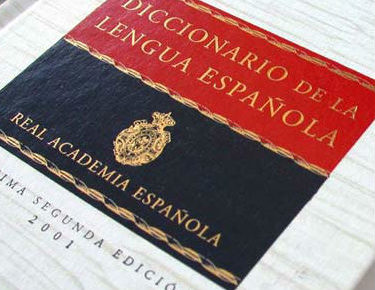 DICCIONARIO DE LA
LENGUA ESPAÑOLA
REAL ACADEMIA ESPAÑOLA
SEGUNDA
2001